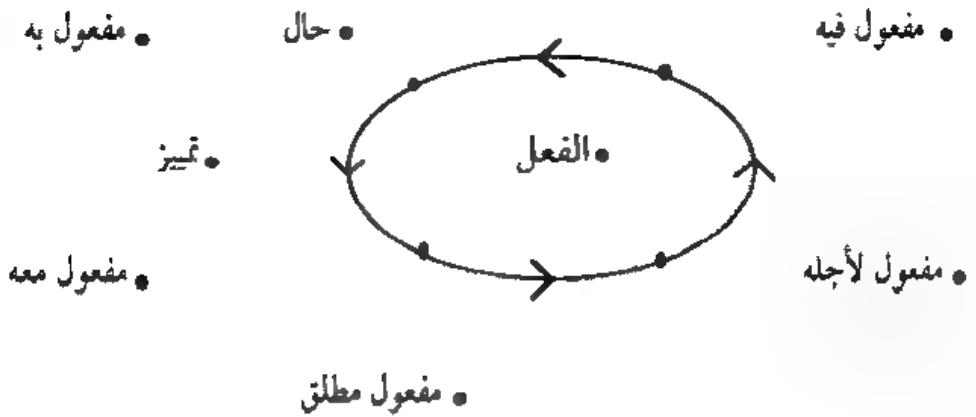 مفعول فيه
حال
مفعول به
الفعل
تمييز
مفعول لأجله
مفعول معه
مفعول مطلق